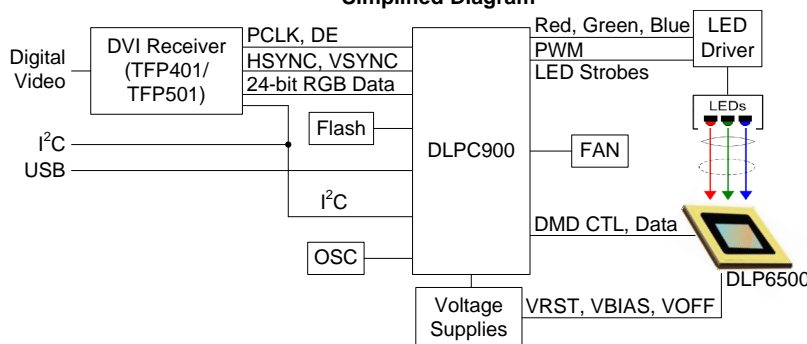 Simplified Diagram
Digital
Video
DVI Receiver
(TFP401/
TFP501)
PCLK, DE
HSYNC, VSYNC
24-bit RGB Data
I²C
USB
Flash
I²C
OSC
DLPC900
Voltage
Supplies
Red, Green, Blue
PWM
LED Strobes
LED
Driver
LEDs
FAN
DMD CTL, Data
DLP6500
VRST, VBIAS, VOFF